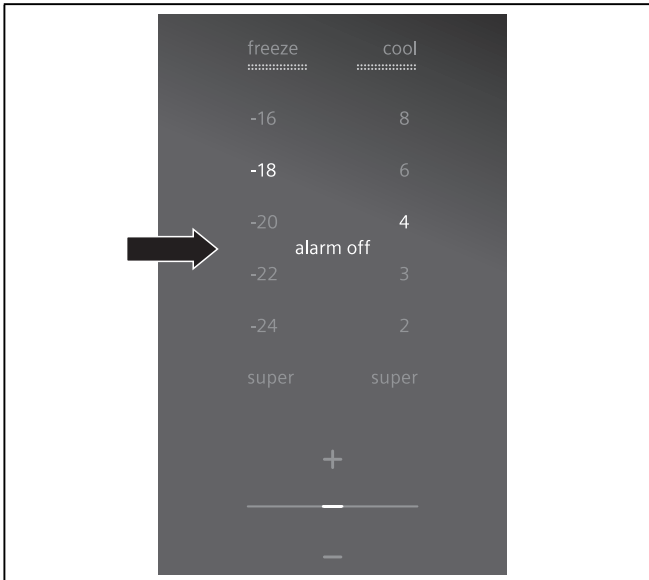 freeze cool
-16 8
-18 6
-20 4
alarm off
-22 3
-24 2
super super
+
–